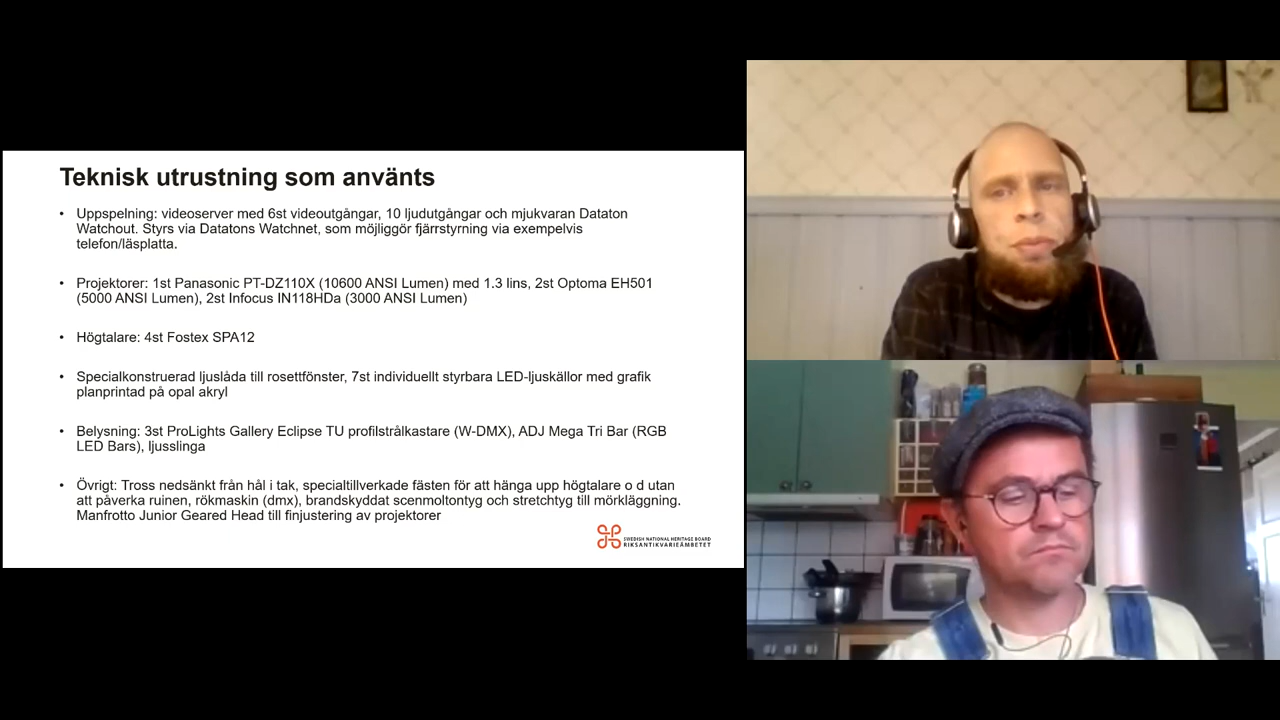 Teknisk utrustning som använts
• Uppspelning: videoserver med 6st videoutgångar, 10 ljudutgångar och mjukvaran Dataton
Watchout. Styrs via Datatons Watchnet, som möjliggör fjärrstyrning via exempelvis
telefon/läsplatta.
• Projektorer: 1st Panasonic PT-DZ110X (10600 ANSI Lumen) med 1.3 lins, 2st Optoma EH501
(5000 ANSI Lumen), 2st Infocus IN118HDa (3000 ANSI Lumen)
• Högtalare: 4st Fostex SPA12
• Specialkonstruerad ljuslåda till rosettfönster, 7st individuellt styrbara LED-ljuskällor med grafik
planprintad på opal akryl
• Belysning: 3st ProLights Gallery Eclipse TU profilstrålkastare (W-DMX), ADJ Mega Tri Bar (RGB
LED Bars), ljusslinga
• Övrigt: Tross nedsänkt från hål i tak, specialtillverkade fästen för att hänga upp högtalare o d utan
att påverka ruinen, rökmaskin (dmx), brandskyddat scenmoltontyg och stretchtyg till mörkläggning.
Manfrotto Junior Geared Head till finjustering av projektorer
SWEDISH NATIONAL HERITAGE BOARD
RIKSANTIKVARIEÄMBETET